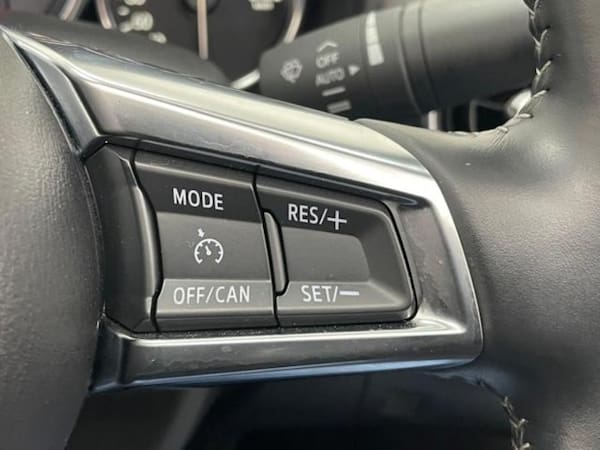 OFF
AUTO
MODE
RES/+
OFF/CAN
SET/—